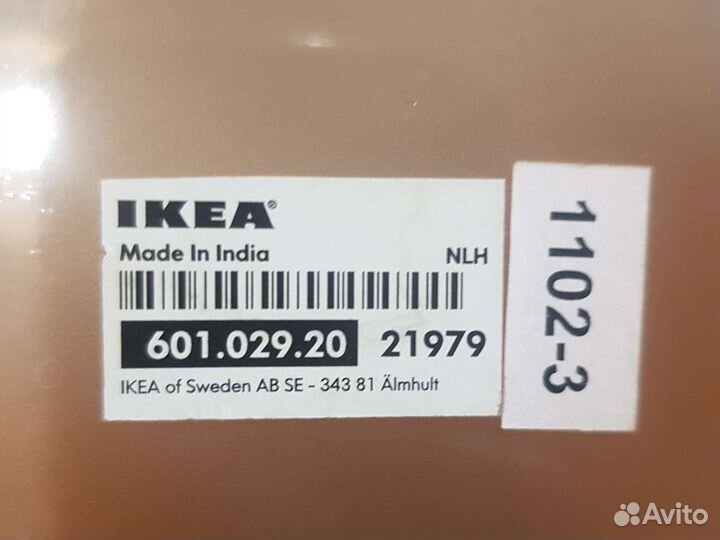 IKEA®
Made In India NLH
601.029.20 21979
IKEA of Sweden AB SE - 343 81 Älmhult
1102-3
Avito